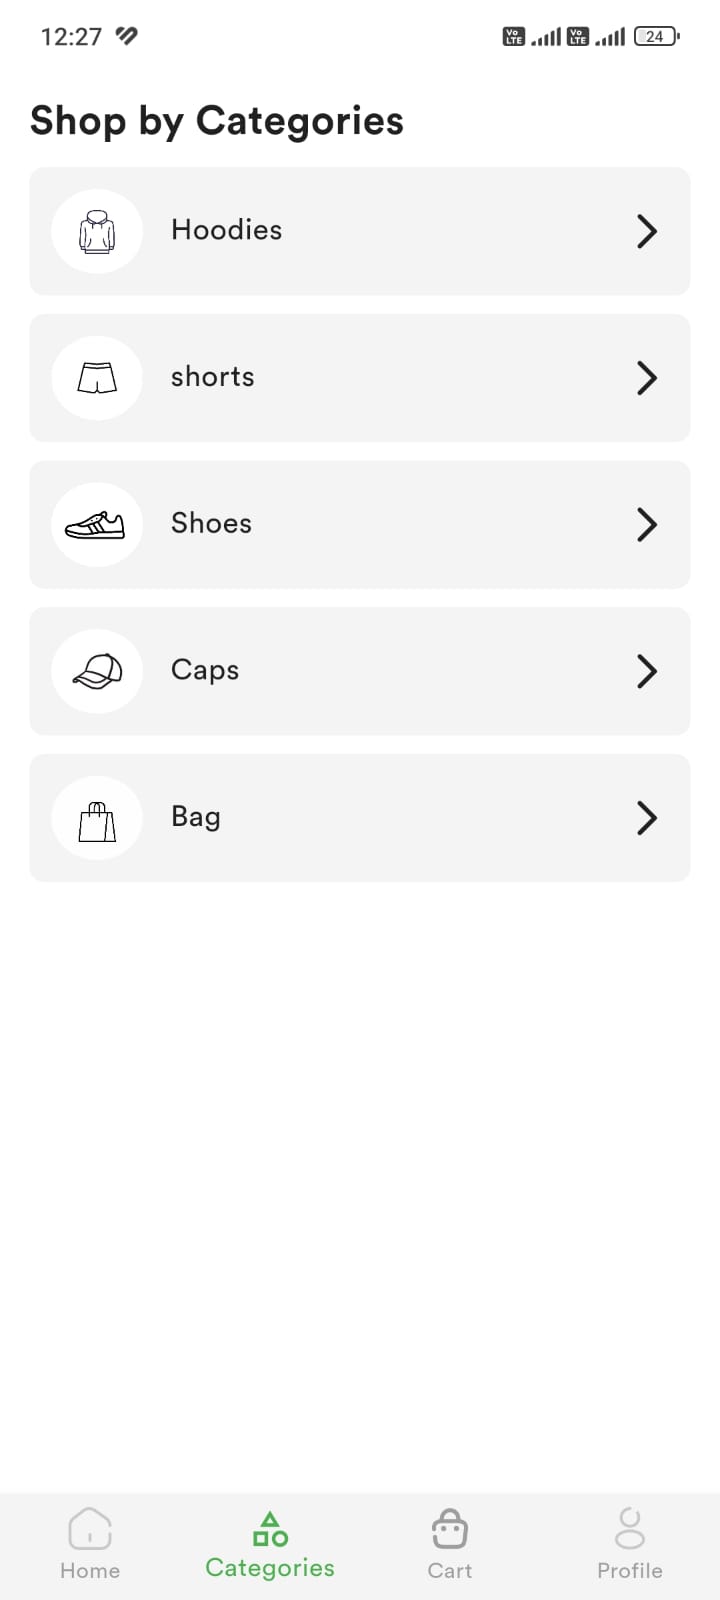 12:27
Vo LTE Vo LTE 24
Shop by Categories
Hoodies
shorts
Shoes
Caps
Bag
Home Categories Cart Profile